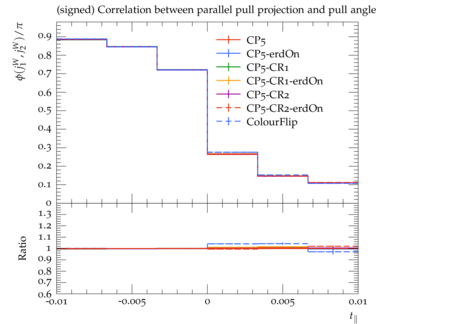 (signed) Correlation between parallel pull projection and pull angle
ϕ(j₁ᵂ, j₂ᵂ)/π
0.9
0.8
0.7
0.6
0.5
0.4
0.3
0.2
0.1
0
CP5
CP5-erdOn
CP5-CR1
CP5-CR1-erdOn
CP5-CR2
CP5-CR2-erdOn
ColourFlip
Ratio
1.3
1.2
1.1
1
0.9
0.8
0.7
0.6
-0.01 -0.005 0 0.005 0.01
t∥